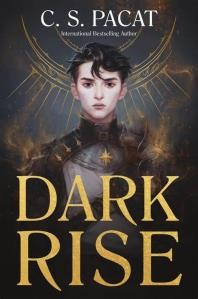 C. S. PACAT
International Bestselling Author
DARK
RISE